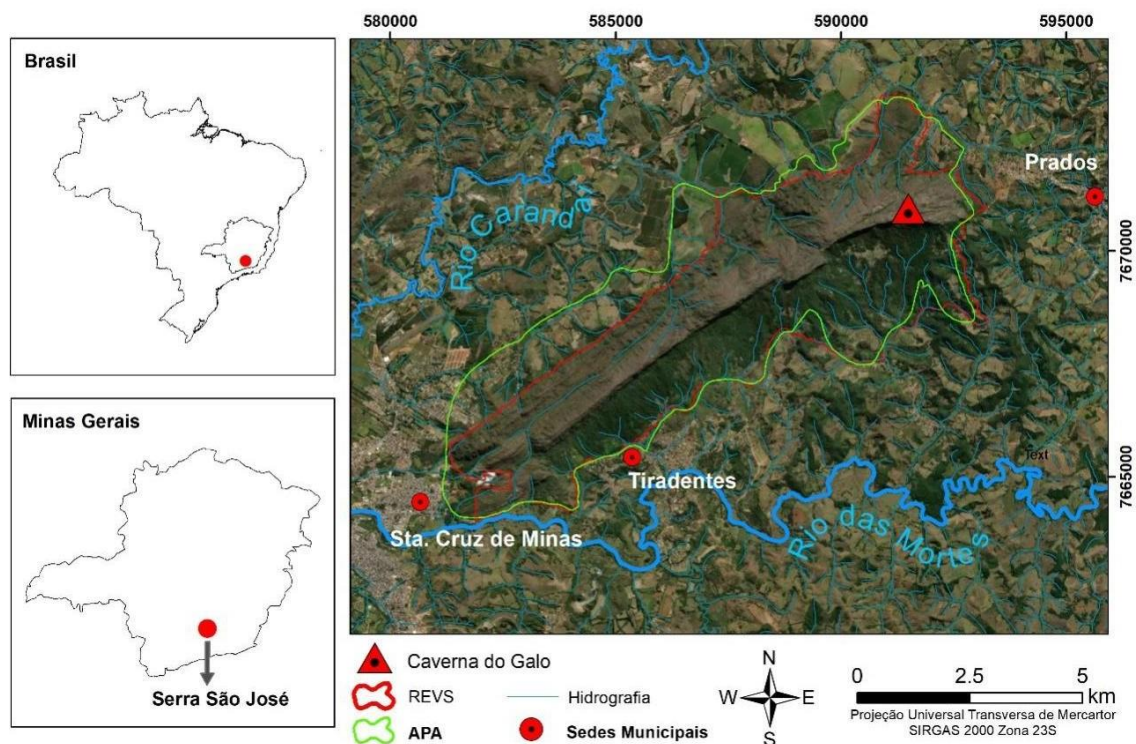 580000
585000
590000
595000
Brasil
Prados
Rio Carandaí
7670000
Minas Gerais
Text
Tiradentes
7665000
Sta. Cruz de Minas
Rio das Mortes
Serra São José
Caverna do Galo
REVS
Hidrografia
APA
Sedes Municipais
N
W
E
S
0
2.5
5
km
Projeção Universal Transversa de Mercartor
SIRGAS 2000 Zona 23S